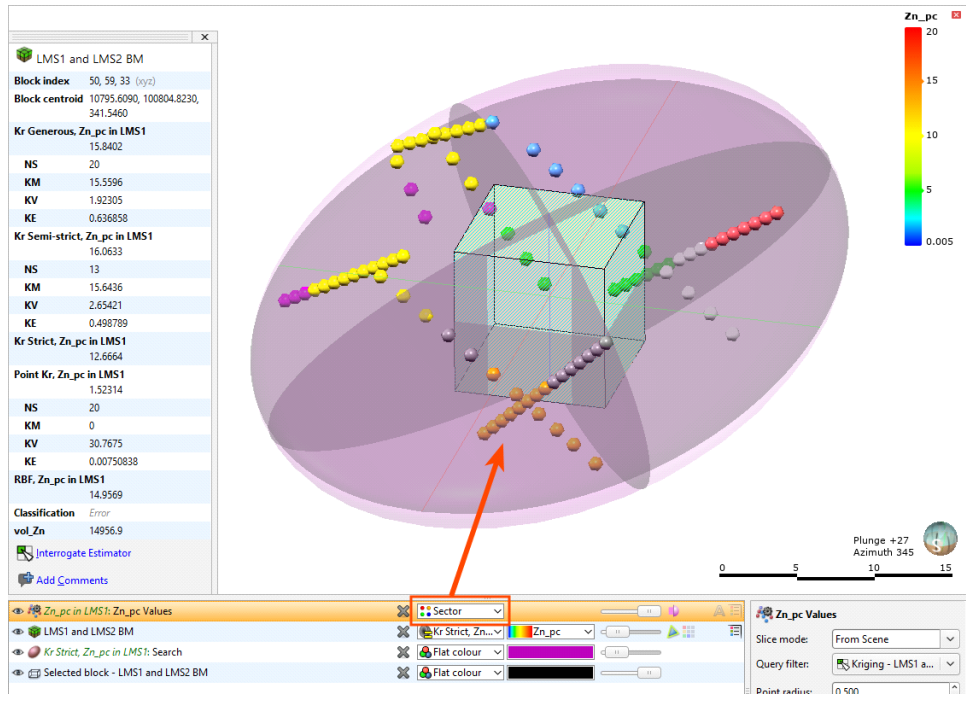 LMS1 and LMS2 BM
Block index 50, 59, 33 (xyz)
Block centroid 10795.6090, 100804.8230,
341.5460
Kr Generous, Zn_pc in LMS1
15.8402
NS 20
KM 15.5596
KV 1.92305
KE 0.636858
Kr Semi-strict, Zn_pc in LMS1
16.0633
NS 13
KM 15.6436
KV 2.65421
KE 0.498789
Kr Strict, Zn_pc in LMS1
12.6664
Point Kr, Zn_pc in LMS1
1.52314
NS 20
KM 0
KV 30.7675
KE 0.00750838
RBF, Zn_pc in LMS1
14.9569
Classification Error
vol_Zn 14956.9
Interrogate Estimator
Add Comments
Zn_pc
20
15
10
5
0.005
Plunge +27
Azimuth 345
0 5 10 15
Zn_pc in LMS1: Zn_pc Values Sector
LMS1 and LMS2 BM Kr Strict, Zn... Zn_pc
Kr Strict, Zn_pc in LMS1: Search Flat colour
Selected block - LMS1 and LMS2 BM Flat colour
Zn_pc Values
Slice mode: From Scene
Query filter: Kriging - LMS1 a...
Point radius: 0.500